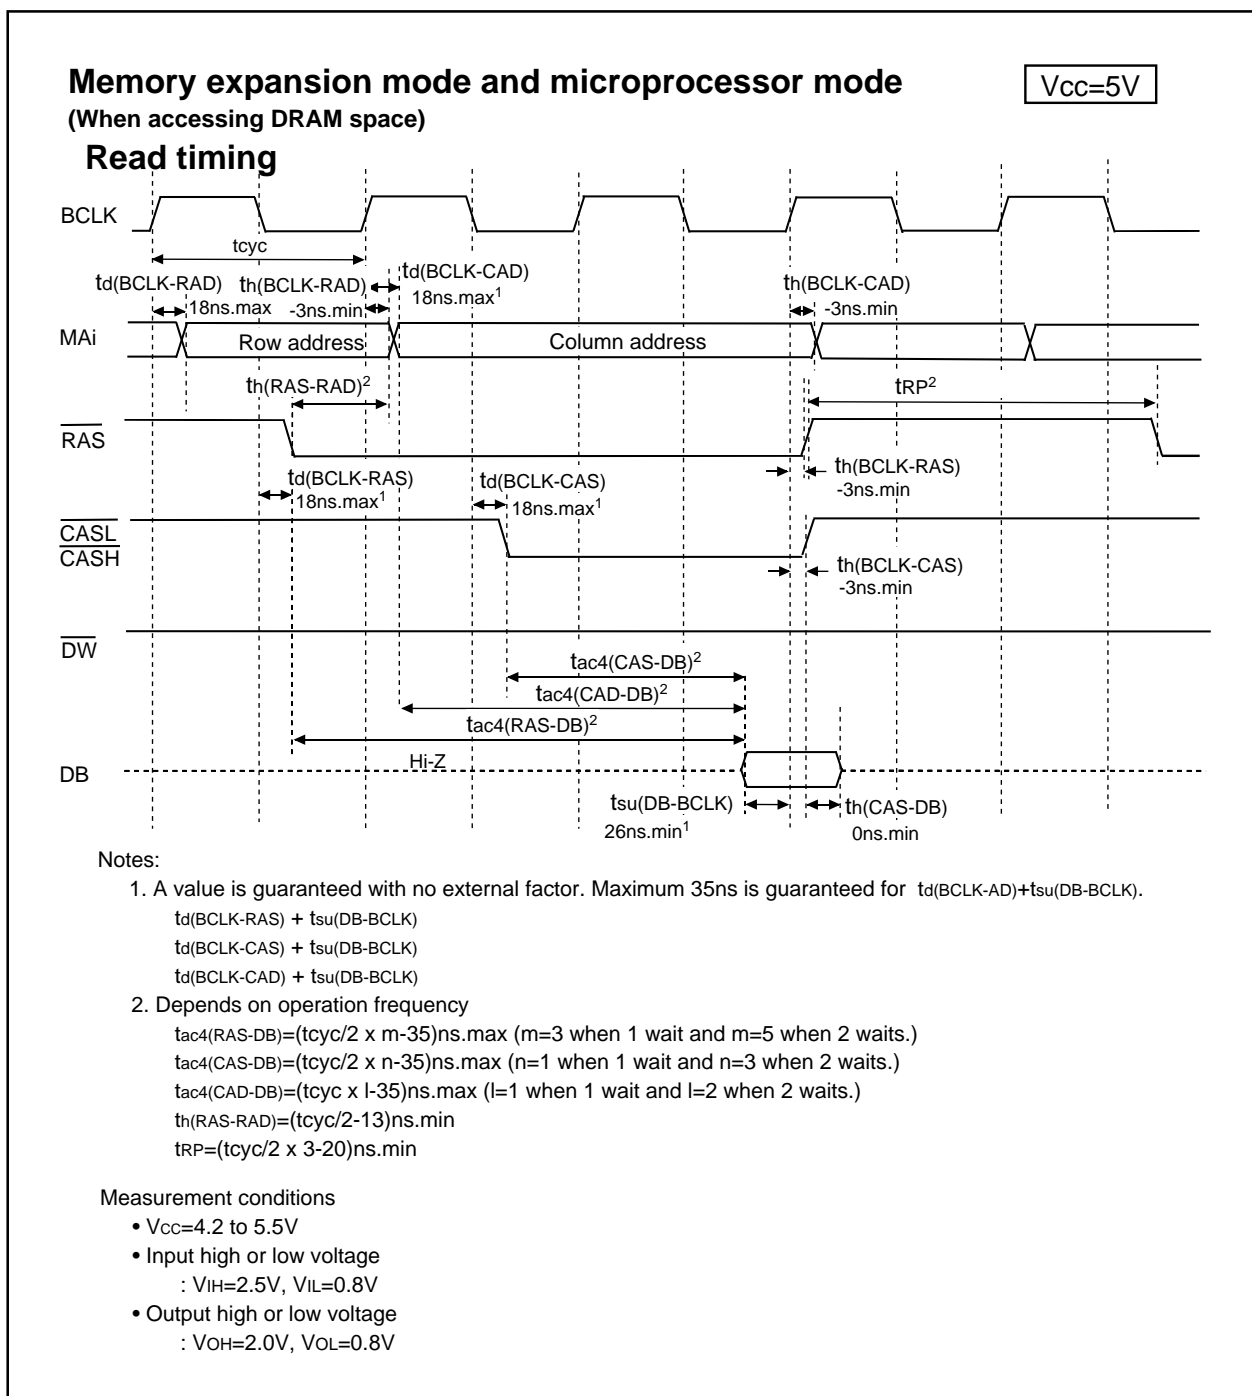 Memory expansion mode and microprocessor mode
Vcc=5V
(When accessing DRAM space)
Read timing
BCLK
tcyc
td(BCLK-RAD)
18ns.max
th(BCLK-RAD)
-3ns.min
td(BCLK-CAD)
18ns.max1
th(BCLK-CAD)
-3ns.min
MAi
Row address
Column address
th(RAS-RAD)2
tRP2
RAS
td(BCLK-RAS)
18ns.max1
td(BCLK-CAS)
18ns.max1
th(BCLK-RAS)
-3ns.min
CASL
CASH
th(BCLK-CAS)
-3ns.min
DW
tac4(CAS-DB)2
tac4(CAD-DB)2
tac4(RAS-DB)2
Hi-Z
DB
tsu(DB-BCLK)
26ns.min1
th(CAS-DB)
0ns.min
Notes:
1. A value is guaranteed with no external factor. Maximum 35ns is guaranteed for td(BCLK-AD)+tsu(DB-BCLK).
td(BCLK-RAS) + tsu(DB-BCLK)
td(BCLK-CAS) + tsu(DB-BCLK)
td(BCLK-CAD) + tsu(DB-BCLK)
2. Depends on operation frequency
tac4(RAS-DB)=(tcyc/2 x m-35)ns.max (m=3 when 1 wait and m=5 when 2 waits.)
tac4(CAS-DB)=(tcyc/2 x n-35)ns.max (n=1 when 1 wait and n=3 when 2 waits.)
tac4(CAD-DB)=(tcyc x l-35)ns.max (l=1 when 1 wait and l=2 when 2 waits.)
th(RAS-RAD)=(tcyc/2-13)ns.min
tRP=(tcyc/2 x 3-20)ns.min
Measurement conditions
• VCC=4.2 to 5.5V
• Input high or low voltage
: VIH=2.5V, VIL=0.8V
• Output high or low voltage
: VOH=2.0V, VOL=0.8V